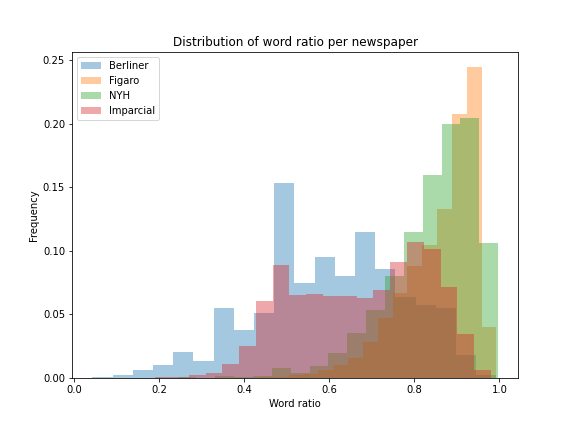 Distribution of word ratio per newspaper
Berliner
Figaro
NYH
Imparcial
Frequency
0.25
0.20
0.15
0.10
0.05
0.00
0.0 0.2 0.4 0.6 0.8 1.0
Word ratio